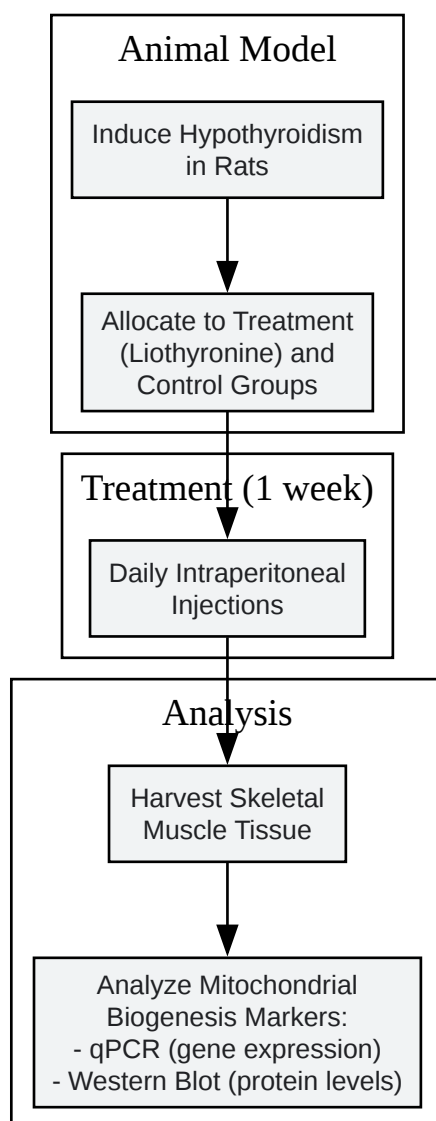 Animal Model
Induce Hypothyroidism
in Rats
Allocate to Treatment
(Liothyronine) and
Control Groups
Treatment (1 week)
Daily Intraperitoneal
Injections
Analysis
Harvest Skeletal
Muscle Tissue
Analyze Mitochondrial
Biogenesis Markers:
- qPCR (gene expression)
- Western Blot (protein levels)